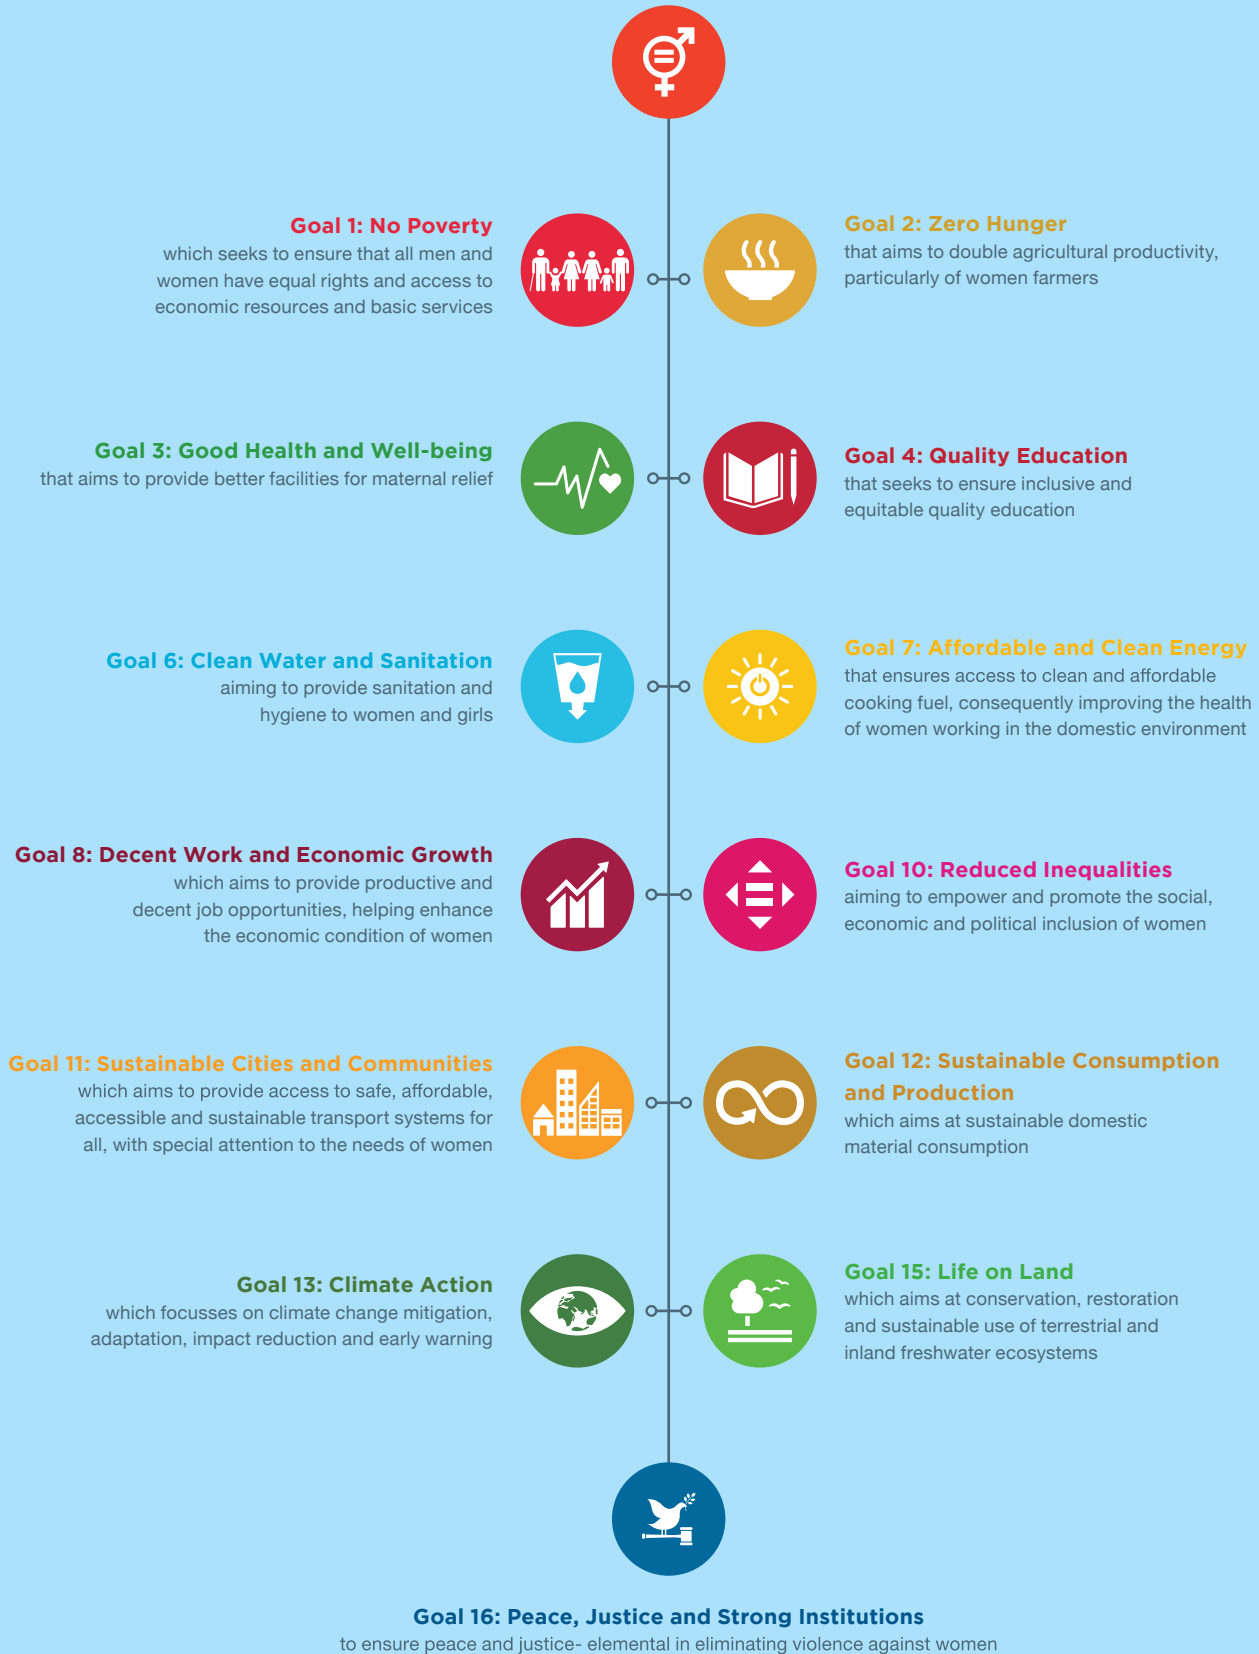 Goal 1: No Poverty
which seeks to ensure that all men and
women have equal rights and access to
economic resources and basic services
Goal 2: Zero Hunger
that aims to double agricultural productivity,
particularly of women farmers
Goal 3: Good Health and Well-being
that aims to provide better facilities for maternal relief
Goal 4: Quality Education
that seeks to ensure inclusive and
equitable quality education
Goal 6: Clean Water and Sanitation
aiming to provide sanitation and
hygiene to women and girls
Goal 7: Affordable and Clean Energy
that ensures access to clean and affordable
cooking fuel, consequently improving the health
of women working in the domestic environment
Goal 8: Decent Work and Economic Growth
which aims to provide productive and
decent job opportunities, helping enhance
the economic condition of women
Goal 10: Reduced Inequalities
aiming to empower and promote the social,
economic and political inclusion of women
Goal 11: Sustainable Cities and Communities
which aims to provide access to safe, affordable,
accessible and sustainable transport systems for
all, with special attention to the needs of women
Goal 12: Sustainable Consumption
and Production
which aims at sustainable domestic
material consumption
Goal 13: Climate Action
which focusses on climate change mitigation,
adaptation, impact reduction and early warning
Goal 15: Life on Land
which aims at conservation, restoration
and sustainable use of terrestrial and
inland freshwater ecosystems
Goal 16: Peace, Justice and Strong Institutions
to ensure peace and justice- elemental in eliminating violence against women